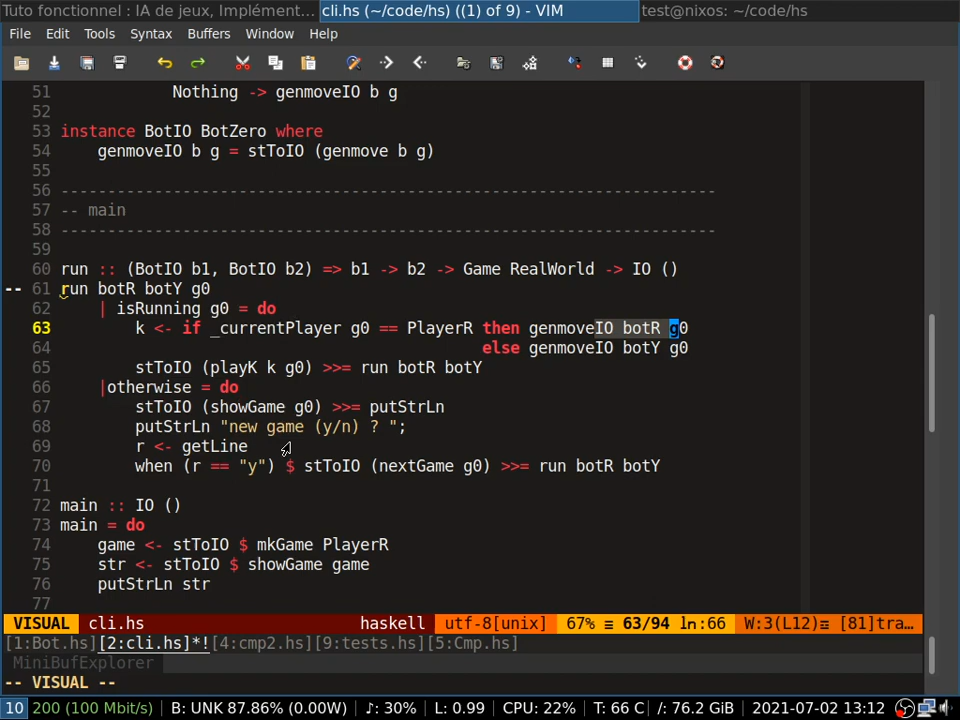 Tuto fonctionnel : IA de jeux, Implément... cli.hs (~/code/hs) ((1) of 9) - VIM test@nixos: ~/code/hs
File Edit Tools Syntax Buffers Window Help
51 Nothing -> genmoveIO b g
52
53 instance BotIO BotZero where
54 genmoveIO b g = stToIO (genmove b g)
55
56 ----------------------------------------------------------------------
57 -- main
58 ----------------------------------------------------------------------
59
60 run :: (BotIO b1, BotIO b2) => b1 -> b2 -> Game RealWorld -> IO ()
-- 61 run botR botY g0
62 | isRunning g0 = do
63 k <- if _currentPlayer g0 == PlayerR then genmoveIO botR g0
64 else genmoveIO botY g0
65 stToIO (playK k g0) >>= run botR botY
66 |otherwise = do
67 stToIO (showGame g0) >>= putStrLn
68 putStrLn "new game (y/n) ? ";
69 r <- getLine
70 when (r == "y") $ stToIO (nextGame g0) >>= run botR botY
71
72 main :: IO ()
73 main = do
74 game <- stToIO $ mkGame PlayerR
75 str <- stToIO $ showGame game
76 putStrLn str
77
VISUAL cli.hs haskell utf-8[unix] 67% ≡ 63/94 ln:66 W:3(L12)≡ [81]tra…
[1:Bot.hs][2:cli.hs]*![4:cmp2.hs][9:tests.hs][5:Cmp.hs]
MiniBufExplorer
-- VISUAL --
10 200 (100 Mbit/s) B: UNK 87.86% (0.00W) ♪: 30% L: 0.99 CPU: 22% T: 66 C /: 76.2 GiB 2021-07-02 13:12